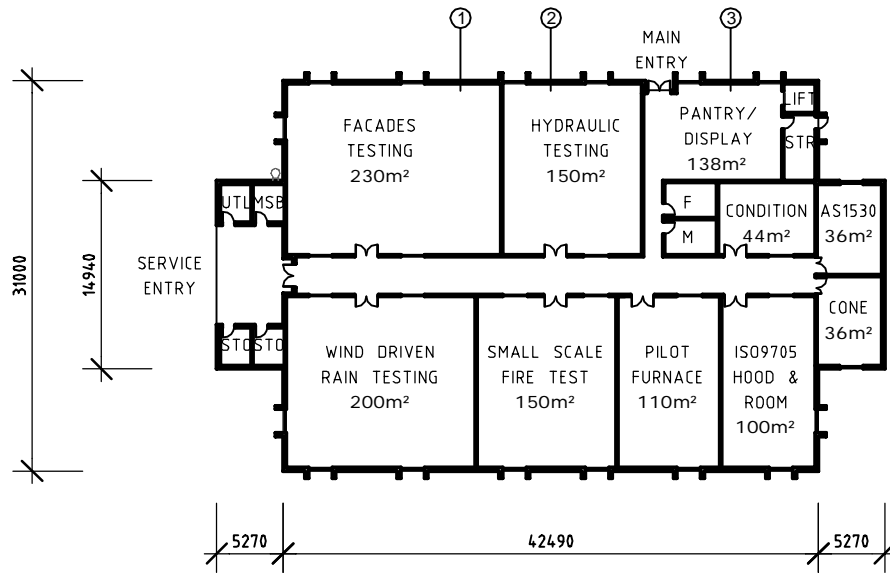 1
2
3
MAIN
ENTRY
LIFT
FACADES
TESTING
230m²
HYDRAULIC
TESTING
150m²
PANTRY/
DISPLAY
138m²
STR
UTL
MSB
F
M
CONDITION
44m²
AS1530
36m²
SERVICE
ENTRY
31000
14940
CONE
36m²
STO
STO
WIND DRIVEN
RAIN TESTING
200m²
SMALL SCALE
FIRE TEST
150m²
PILOT
FURNACE
110m²
ISO9705
HOOD &
ROOM
100m²
5270
42490
5270